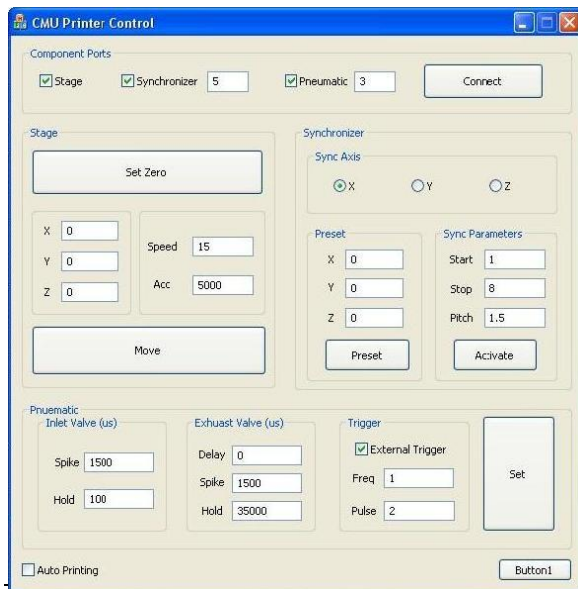 CMU Printer Control
Component Ports
Stage Synchronizer 5 Pneumatic 3 Connect
Stage
Set Zero
X 0
Y 0
Z 0
Speed 15
Acc 5000
Move
Synchronizer
Sync Axis
X Y Z
Preset
X 0
Y 0
Z 0
Preset
Sync Parameters
Start 1
Stop 8
Pitch 1.5
Activate
Pnuematic
Inlet Valve (us)
Spike 1500
Hold 100
Exhuast Valve (us)
Delay 0
Spike 1500
Hold 35000
Trigger
External Trigger
Freq 1
Pulse 2
Set
Auto Printing
Button1